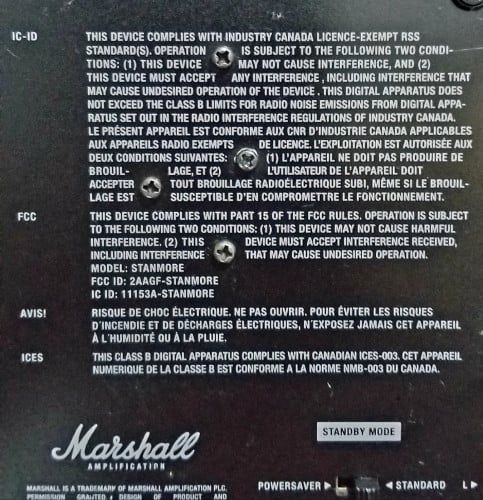 IC-ID THIS DEVICE COMPLIES WITH INDUSTRY CANADA LICENCE-EXEMPT RSS
STANDARD(S). OPERATION IS SUBJECT TO THE FOLLOWING TWO CONDI-
TIONS: (1) THIS DEVICE MAY NOT CAUSE INTERFERENCE, AND (2)
THIS DEVICE MUST ACCEPT ANY INTERFERENCE , INCLUDING INTERFERENCE THAT
MAY CAUSE UNDESIRED OPERATION OF THE DEVICE . THIS DIGITAL APPARATUS DOES
NOT EXCEED THE CLASS B LIMITS FOR RADIO NOISE EMISSIONS FROM DIGITAL APPA-
RATUS SET OUT IN THE RADIO INTERFERENCE REGULATIONS OF INDUSTRY CANADA.
LE PRÉSENT APPAREIL EST CONFORME AUX CNR D'INDUSTRIE CANADA APPLICABLES
AUX APPAREILS RADIO EXEMPTS DE LICENCE. L'EXPLOITATION EST AUTORISÉE AUX
DEUX CONDITIONS SUIVANTES: (1) L'APPAREIL NE DOIT PAS PRODUIRE DE
BROUIL- LAGE, ET (2) L'UTILISATEUR DE L'APPAREIL DOIT
ACCEPTER TOUT BROUILLAGE RADIOÉLECTRIQUE SUBI, MÊME SI LE BROUIL-
LAGE EST SUSCEPTIBLE D'EN COMPROMETTRE LE FONCTIONNEMENT.
FCC THIS DEVICE COMPLIES WITH PART 15 OF THE FCC RULES. OPERATION IS SUBJECT
TO THE FOLLOWING TWO CONDITIONS: (1) THIS DEVICE MAY NOT CAUSE HARMFUL
INTERFERENCE. (2) THIS DEVICE MUST ACCEPT INTERFERENCE RECEIVED,
INCLUDING INTERFERENCE THAT MAY CAUSE UNDESIRED OPERATION.
MODEL: STANMORE
FCC ID: 2AAGF-STANMORE
IC ID: 11153A-STANMORE
AVIS! RISQUE DE CHOC ÉLECTRIQUE. NE PAS OUVRIR. POUR ÉVITER LES RISQUES
D'INCENDIE ET DE DÉCHARGES ÉLECTRIQUES, N'EXPOSEZ JAMAIS CET APPAREIL
À L'HUMIDITÉ OU À LA PLUIE.
ICES THIS CLASS B DIGITAL APPARATUS COMPLIES WITH CANADIAN ICES-003. CET APPAREIL
NUMERIQUE DE LA CLASSE B EST CONFORME A LA NORME NMB-003 DU CANADA.
Marshall
AMPLIFICATION
STANDBY MODE
POWERSAVER STANDARD L
MARSHALL IS A TRADEMARK OF MARSHALL AMPLIFICATION PLC.
PERMISSION GRANTED. DESIGN OF PRODUCT AND